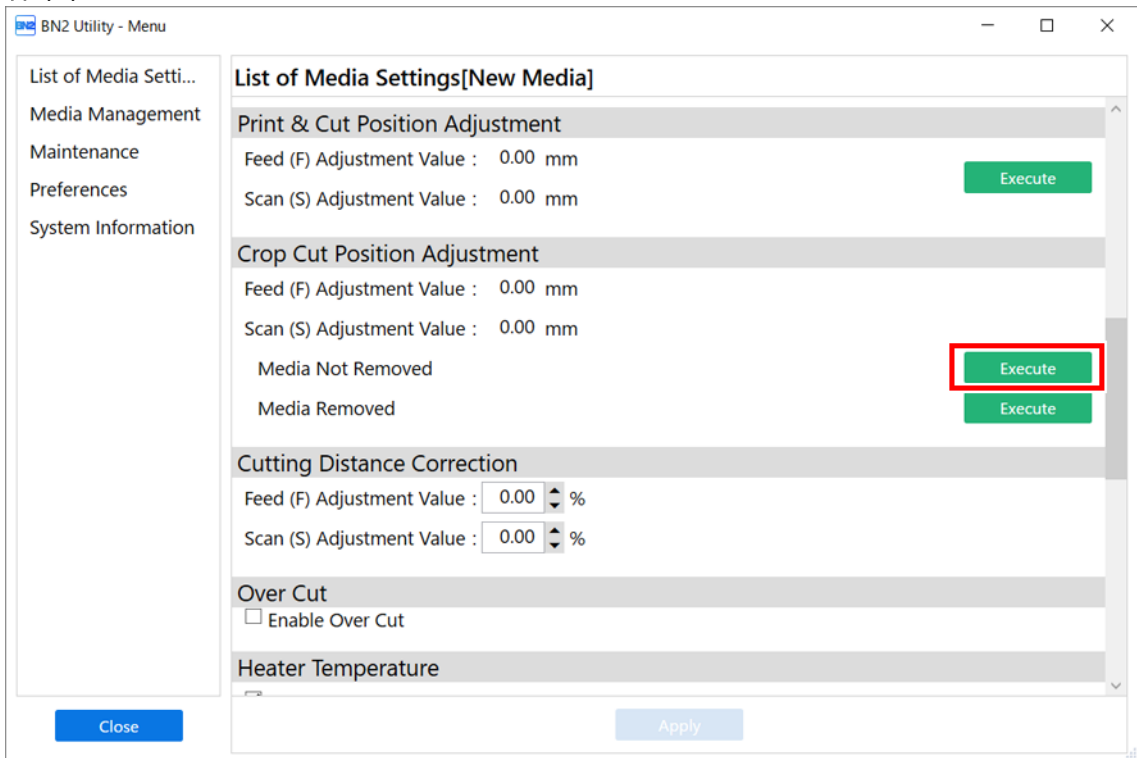 BN2 BN2 Utility - Menu
List of Media Setti...
Media Management
Maintenance
Preferences
System Information
Close
List of Media Settings[New Media]
Print & Cut Position Adjustment
Feed (F) Adjustment Value : 0.00 mm
Execute
Scan (S) Adjustment Value : 0.00 mm
Crop Cut Position Adjustment
Feed (F) Adjustment Value : 0.00 mm
Scan (S) Adjustment Value : 0.00 mm
Media Not Removed Execute
Media Removed Execute
Cutting Distance Correction
Feed (F) Adjustment Value : 0.00 %
Scan (S) Adjustment Value : 0.00 %
Over Cut
Enable Over Cut
Heater Temperature
Apply